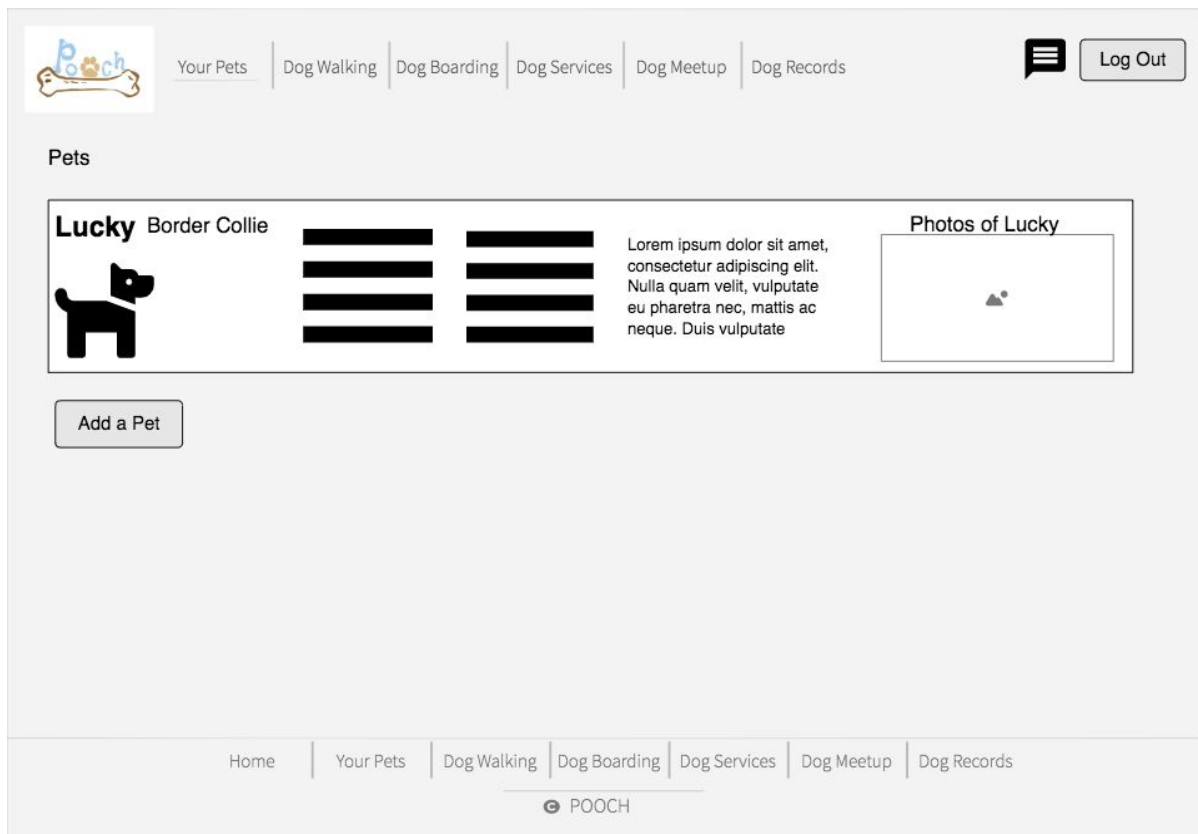 Pooch
Your Pets
Dog Walking
Dog Boarding
Dog Services
Dog Meetup
Dog Records
Log Out
Pets
Lucky Border Collie
Lorem ipsum dolor sit amet,
consectetur adipiscing elit.
Nulla quam velit, vulputate
eu pharetra nec, mattis ac
neque. Duis vulputate
Photos of Lucky
Add a Pet
Home
Your Pets
Dog Walking
Dog Boarding
Dog Services
Dog Meetup
Dog Records
© POOCH